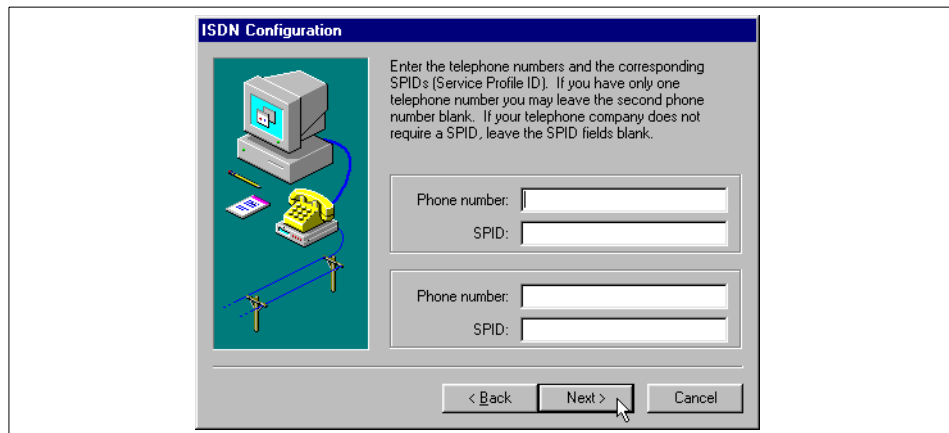 ISDN Configuration
Enter the telephone numbers and the corresponding
SPIDs (Service Profile ID). If you have only one
telephone number you may leave the second phone
number blank. If your telephone company does not
require a SPID, leave the SPID fields blank.
Phone number:
SPID:
Phone number:
SPID:
< Back Next > Cancel